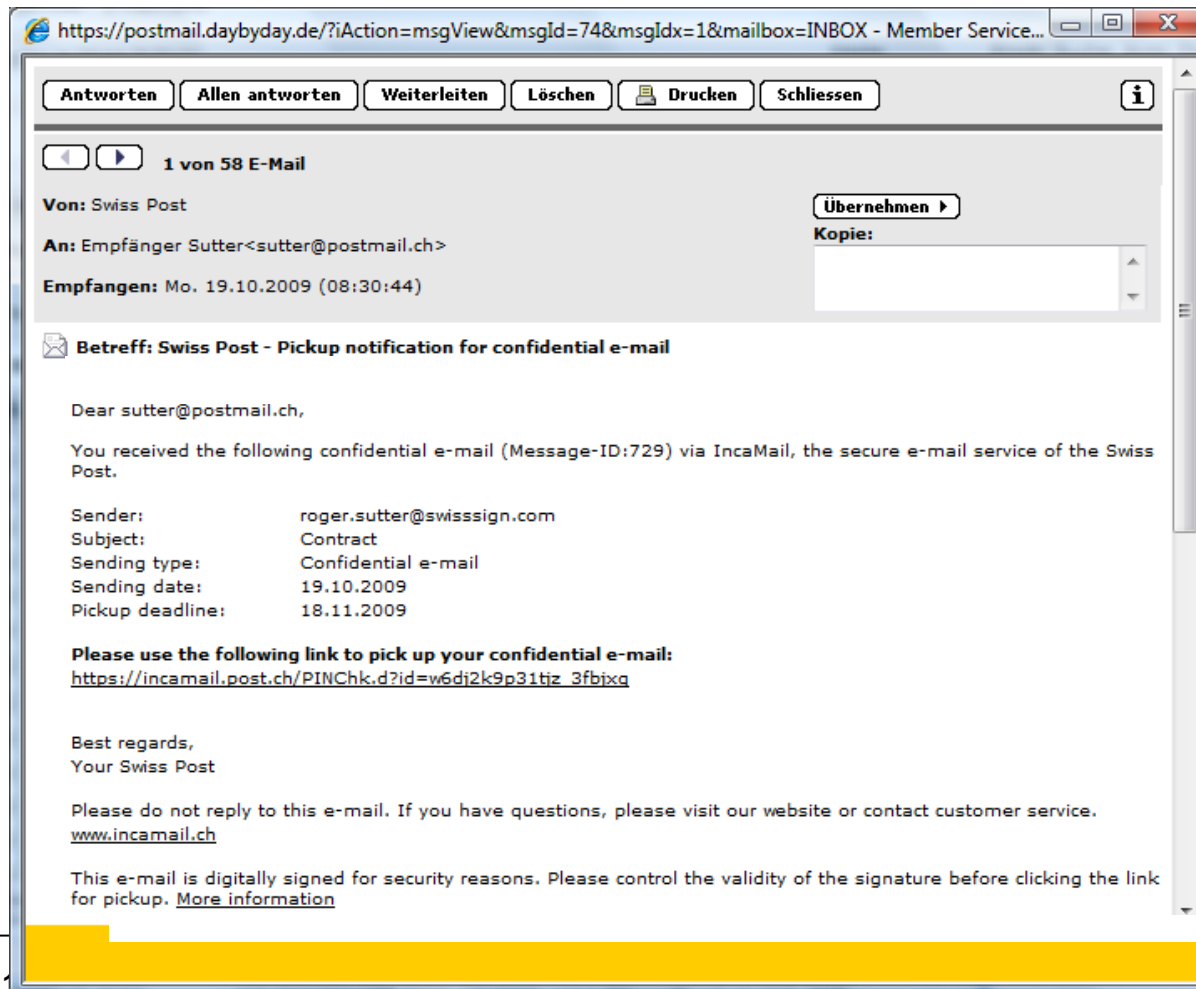 https://postmail.daybyday.de/?iAction=msgView&msgId=74&msgIdx=1&mailbox=INBOX - Member Service...
Antworten Allen antworten Weiterleiten Löschen Drucken Schliessen i
1 von 58 E-Mail
Von: Swiss Post
Übernehmen
An: Empfänger Sutter<sutter@postmail.ch>
Kopie:
Empfangen: Mo. 19.10.2009 (08:30:44)
Betreff: Swiss Post - Pickup notification for confidential e-mail
Dear sutter@postmail.ch,
You received the following confidential e-mail (Message-ID:729) via IncaMail, the secure e-mail service of the Swiss
Post.
Sender: roger.sutter@swisssign.com
Subject: Contract
Sending type: Confidential e-mail
Sending date: 19.10.2009
Pickup deadline: 18.11.2009
Please use the following link to pick up your confidential e-mail:
https://incamail.post.ch/PINChk.d?id=w6dj2k9p31tjz_3fbjxq
Best regards,
Your Swiss Post
Please do not reply to this e-mail. If you have questions, please visit our website or contact customer service.
www.incamail.ch
This e-mail is digitally signed for security reasons. Please control the validity of the signature before clicking the link
for pickup. More information